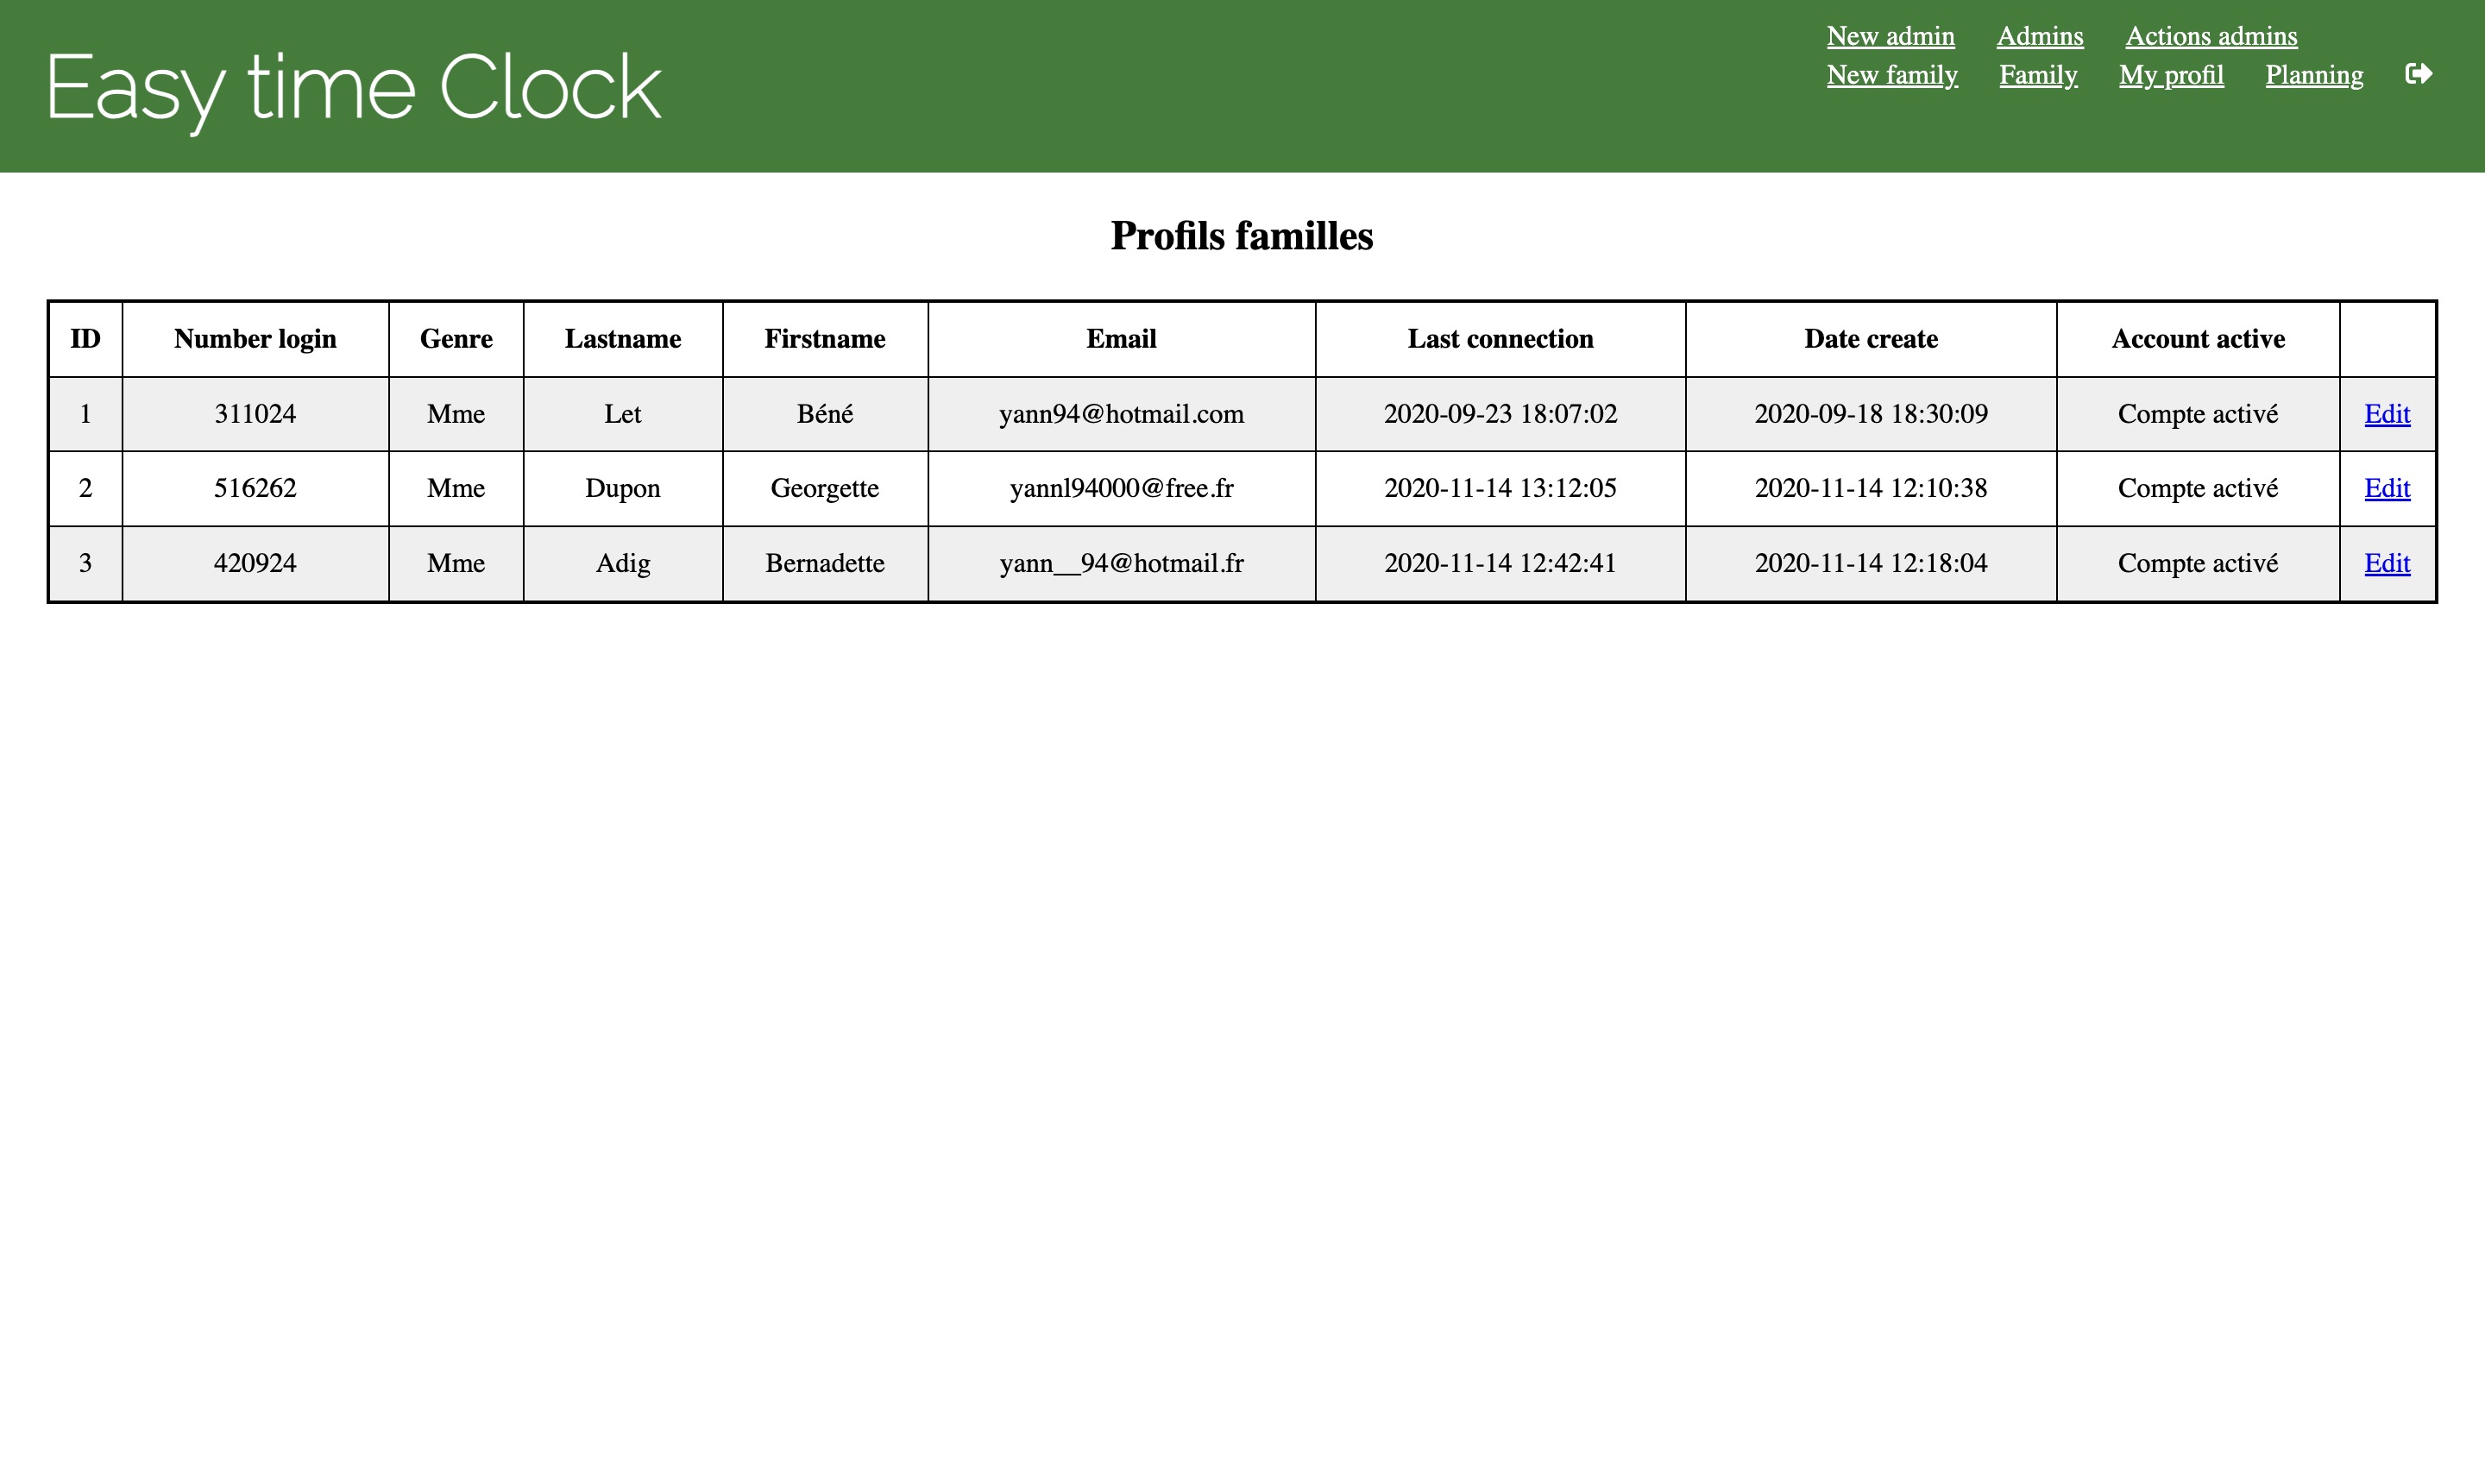 Easy time Clock
New admin Admins Actions admins
New family Family My profil Planning
Profils familles
ID Number login Genre Lastname Firstname Email Last connection Date create Account active
1 311024 Mme Let Béné yann94@hotmail.com 2020-09-23 18:07:02 2020-09-18 18:30:09 Compte activé Edit
2 516262 Mme Dupon Georgette yannl94000@free.fr 2020-11-14 13:12:05 2020-11-14 12:10:38 Compte activé Edit
3 420924 Mme Adig Bernadette yann__94@hotmail.fr 2020-11-14 12:42:41 2020-11-14 12:18:04 Compte activé Edit